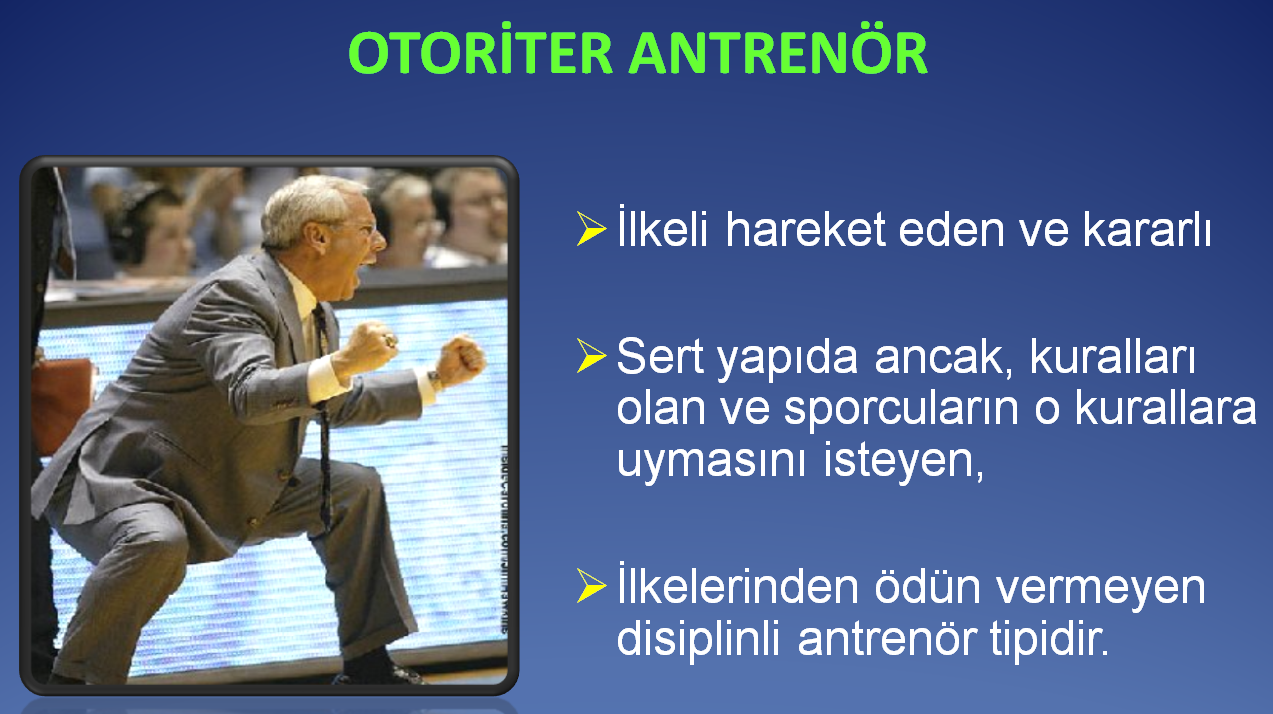 OTORİTER ANTRENÖR
İlkeli hareket eden ve kararlı
Sert yapıda ancak, kuralları
olan ve sporcuların o kurallara
uymasını isteyen,
İlkelerinden ödün vermeyen
disiplinli antrenör tipidir.